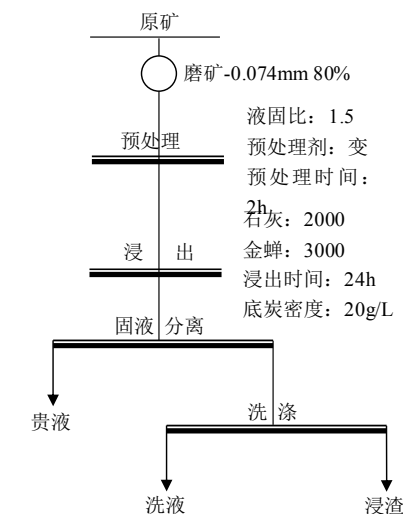 原矿
磨矿-0.074mm 80%
液固比：1.5
预处理
预处理剂：变
预处理时间：
2h
石灰：2000
浸 出
金蝉：3000
浸出时间：24h
底炭密度：20g/L
固液 分离
贵液
洗 涤
洗液
浸渣